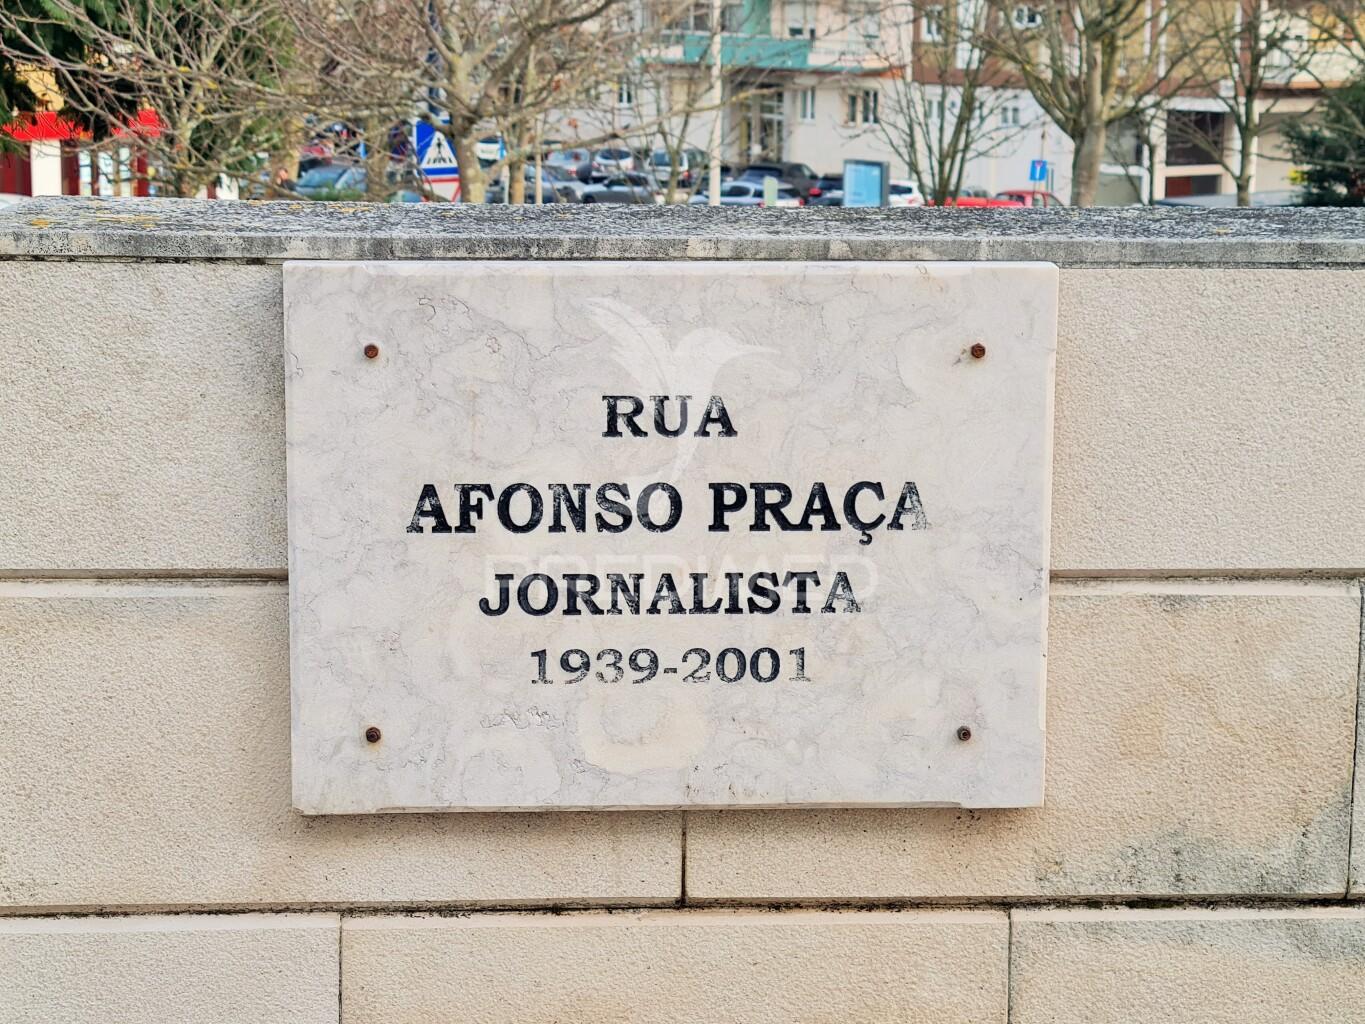 RUA
AFONSO PRAÇA
JORNALISTA
1939-2001